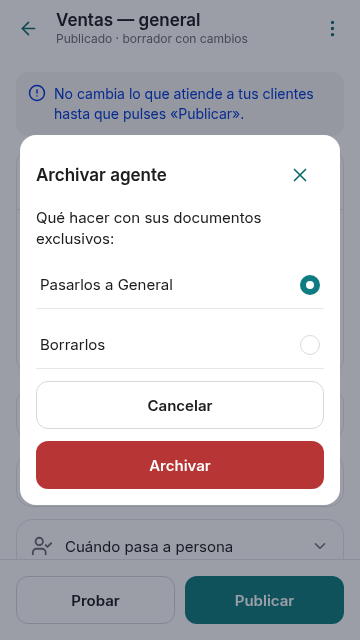 Ventas — general
Publicado · borrador con cambios
No cambia lo que atiende a tus clientes
hasta que pulses «Publicar».
Archivar agente
Qué hacer con sus documentos
exclusivos:
Pasarlos a General
Borrarlos
Cancelar
Archivar
Cuándo pasa a persona
Probar
Publicar